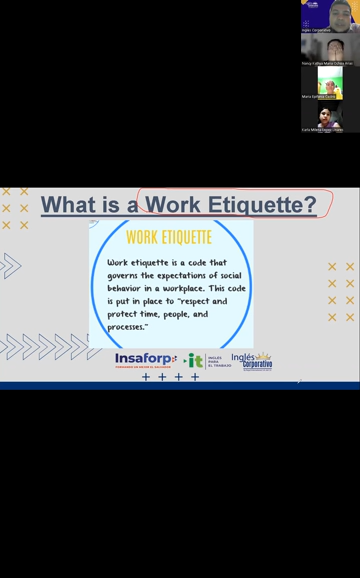 Inglés Corporativo
What is a Work Etiquette?
WORK ETIQUETTE
Work etiquette is a code that
governs the expectations of social
behavior in a workplace. This code
is put in place to "respect and
protect time, people, and
processes."
Insaforp
it
INGLÉS
PARA
EL TRABAJO
Inglés
Corporativo